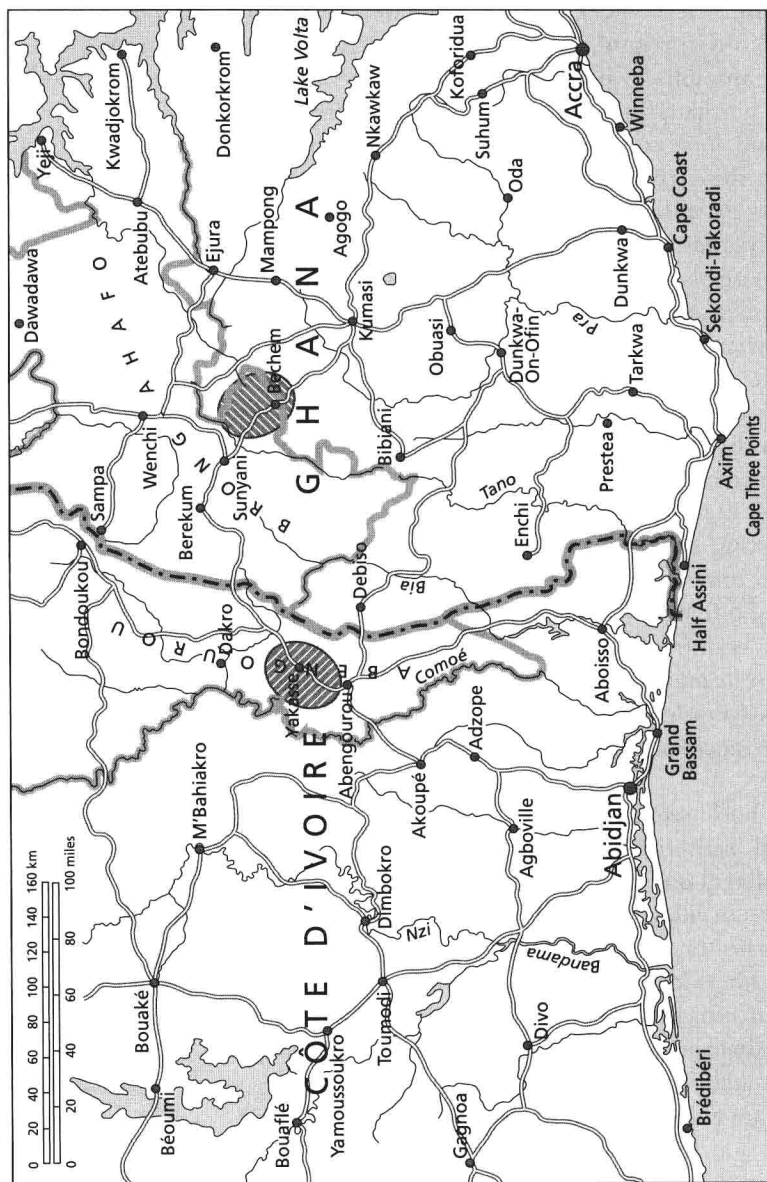 0 20 40 60 80 100 120 140 160 km
0 20 40 60 80 100 miles
CÔTE D'IVOIRE
GHANA
BRONG
AHAFO
ABENGOUROU
Béoumi
Bouaké
Bouaflé
Yamoussoukro
Toumodi
Gagnoa
Divo
Brédibéri
M'Bahiakro
Dimbokro
Nzi
Bandama
Agboville
Abidjan
Akoupé
Adzope
Grand
Bassam
Aboisso
Comoé
Abengourou
Yakasse
Dakro
Bondoukou
Sampa
Debiso
Bia
Half Assini
Enchi
Tano
Berekum
Sunyani
Wenchi
Bechem
Bibiani
Prestea
Axim
Cape Three Points
Tarkwa
Dunkwa-
On-Ofin
Obuasi
Kumasi
Sekondi-Takoradi
Pra
Dawadawa
Ejura
Mampong
Agogo
Atebubu
Yeji
Kwadjokrom
Donkorkrom
Lake Volta
Nkawkaw
Oda
Dunkwa
Cape Coast
Koforidua
Suhum
Winneba
Accra